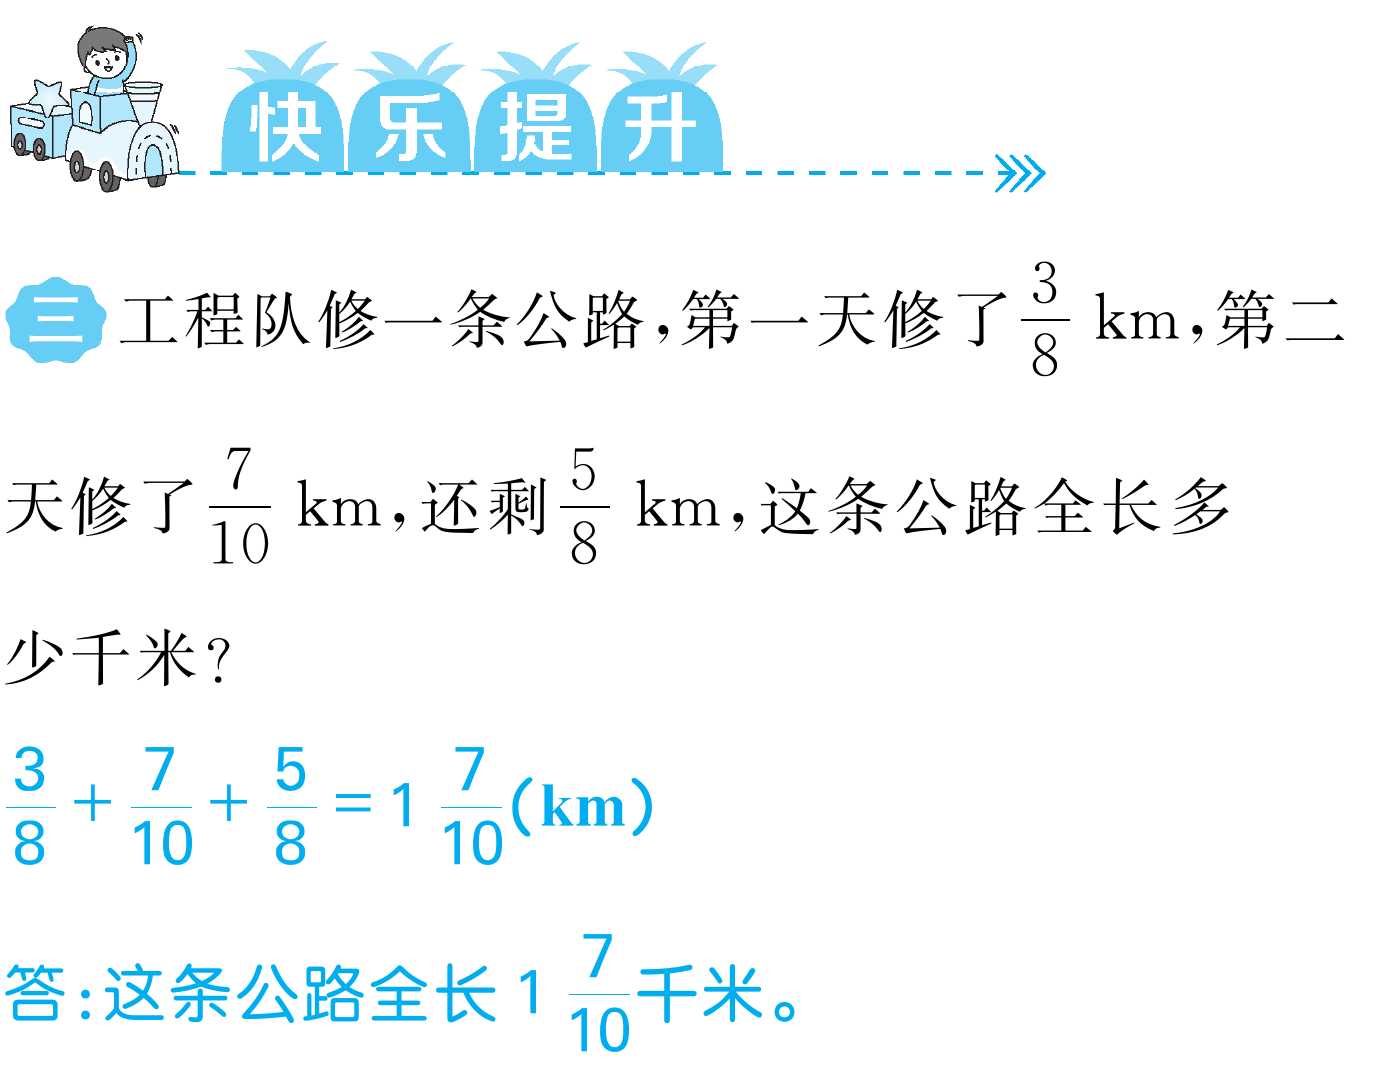 快乐提升
三 工程队修一条公路,第一天修了3/8 km,第二
天修了7/10 km,还剩5/8 km,这条公路全长多
少千米?
3/8 + 7/10 + 5/8 = 1 7/10(km)
答:这条公路全长 1 7/10千米。